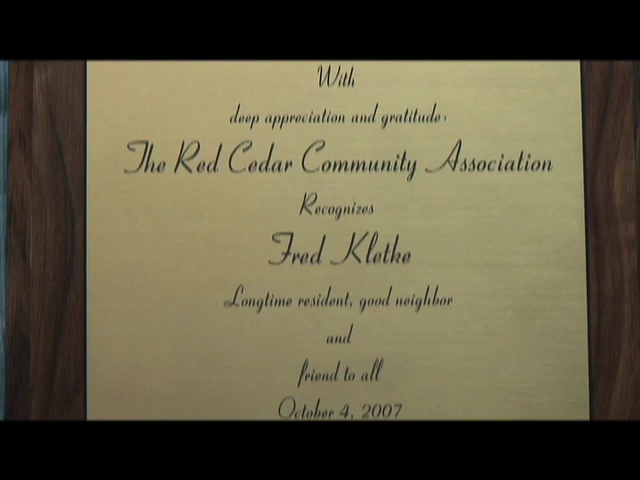 With
deep appreciation and gratitude,
The Red Cedar Community Association
Recognizes
Fred Kletke
Longtime resident, good neighbor
and
friend to all
October 4, 2007